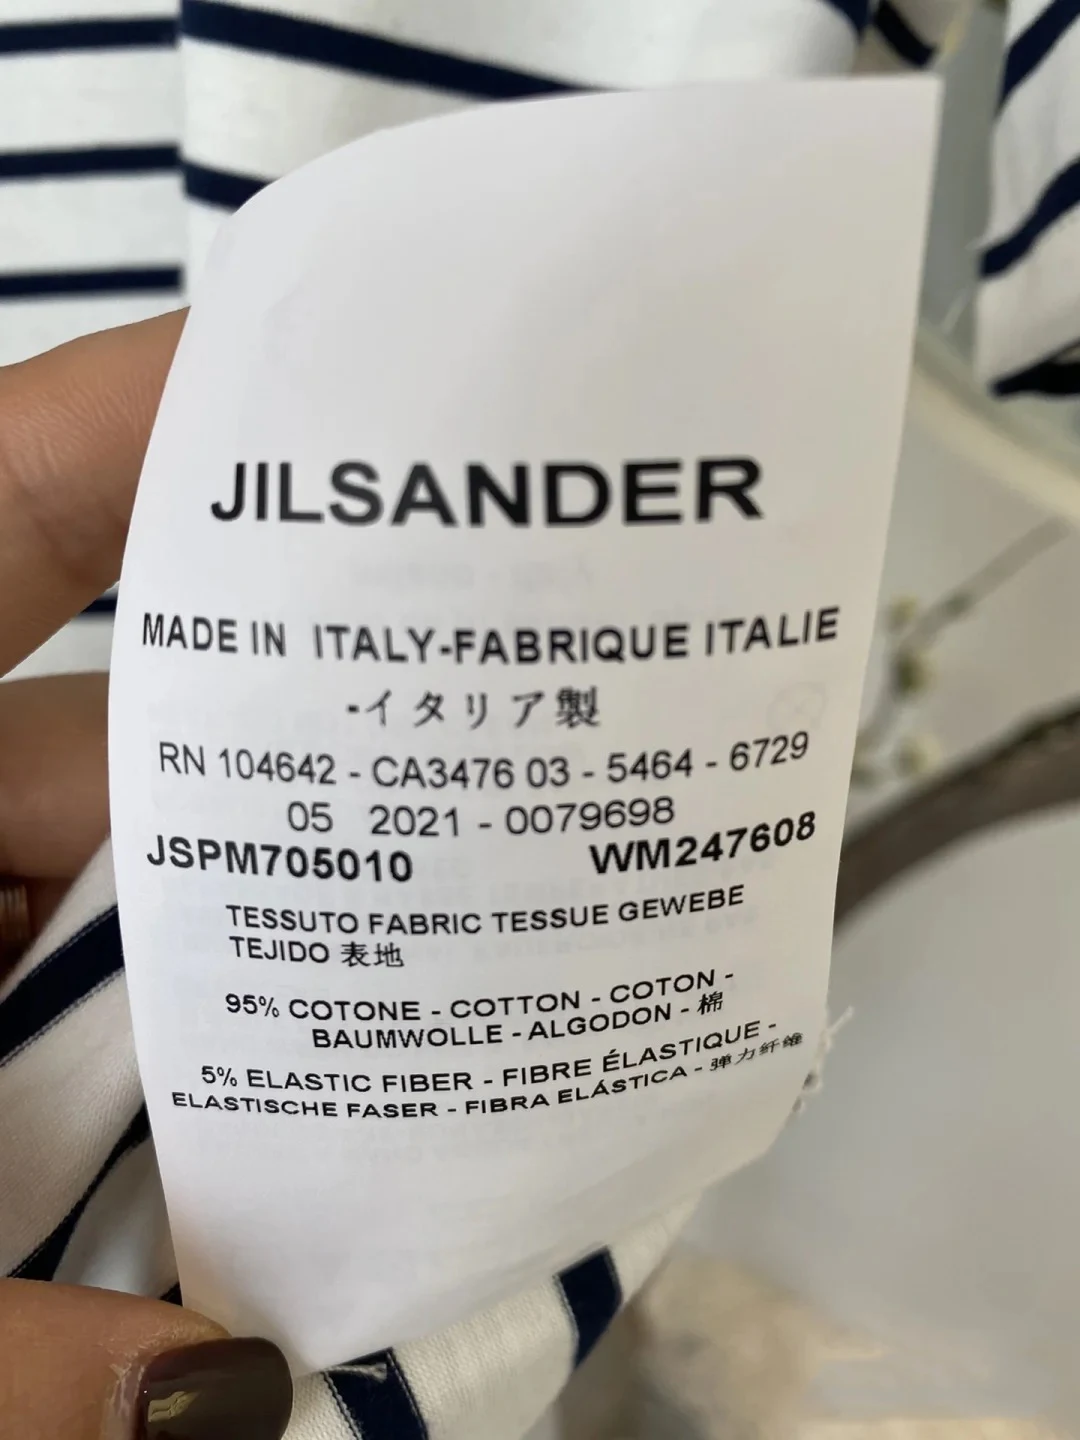 JILSANDER
MADE IN ITALY-FABRIQUE ITALIE
-イタリア製
RN 104642 - CA3476 03 - 5464 - 6729
05 2021 - 0079698
JSPM705010 WM247608
TESSUTO FABRIC TESSUE GEWEBE
TEJIDO 表地
95% COTONE - COTTON - COTON -
BAUMWOLLE - ALGODON - 棉
5% ELASTIC FIBER - FIBRE ÉLASTIQUE -
ELASTISCHE FASER - FIBRA ELÁSTICA - 弹力纤维